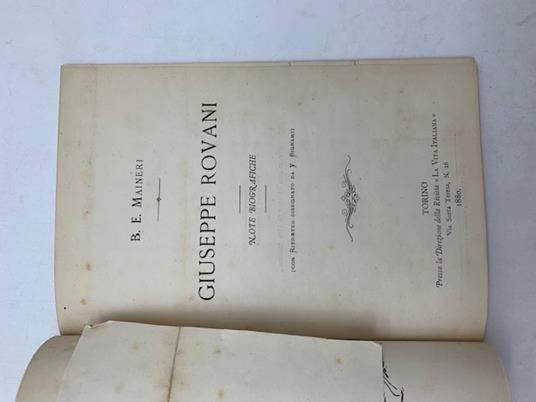 B. E. MAINERI
GIUSEPPE ROVANI
NOTE BIOGRAFICHE
(CON RITRATTO DISEGNATO DA V. BIGNAMI)
TORINO
Presso la Direzione della Rivista « LA VITA ITALIANA »
Via Santa Teresa, N. 26
1880.